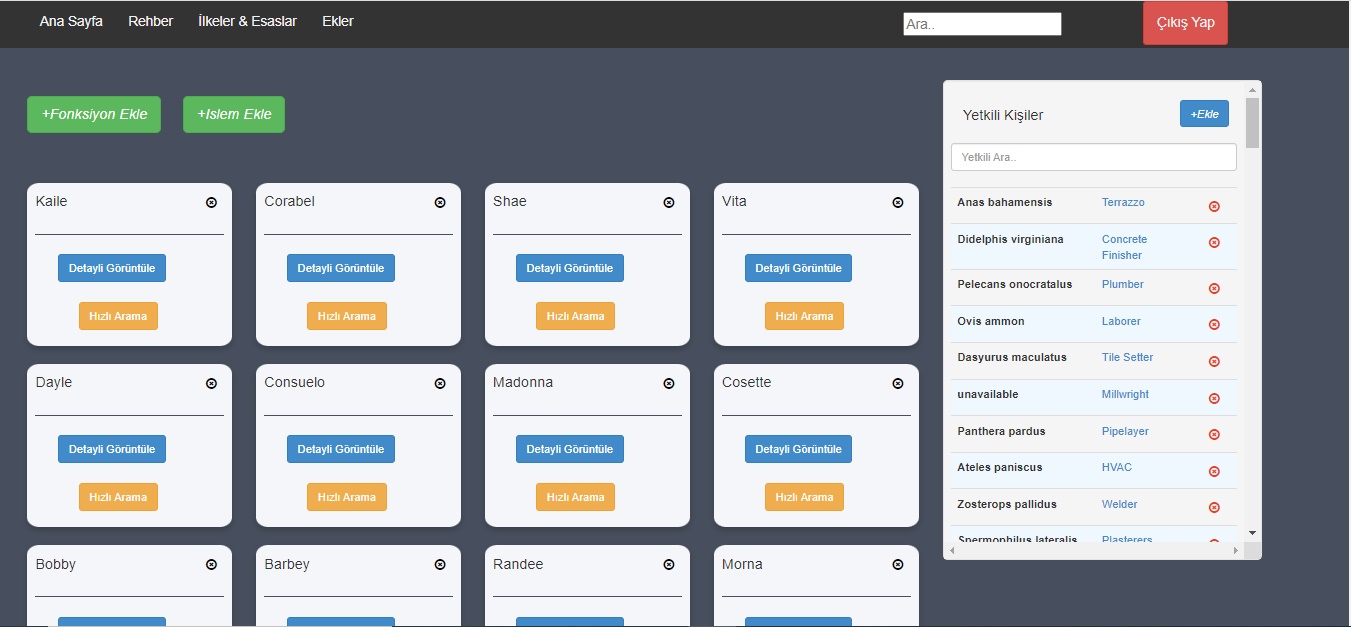 Ana Sayfa Rehber İlkeler & Esaslar Ekler Ara.. Çıkış Yap
+Fonksiyon Ekle +Islem Ekle
Kaile Corabel Shae Vita
Detayli Görüntüle Detayli Görüntüle Detayli Görüntüle Detayli Görüntüle
Hızlı Arama Hızlı Arama Hızlı Arama Hızlı Arama
Dayle Consuelo Madonna Cosette
Detayli Görüntüle Detayli Görüntüle Detayli Görüntüle Detayli Görüntüle
Hızlı Arama Hızlı Arama Hızlı Arama Hızlı Arama
Bobby Barbey Randee Morna
Yetkili Kişiler +Ekle
Yetkili Ara..
Anas bahamensis Terrazzo
Didelphis virginiana Concrete
Finisher
Pelecans onocratalus Plumber
Ovis ammon Laborer
Dasyurus maculatus Tile Setter
unavailable Millwright
Panthera pardus Pipelayer
Ateles paniscus HVAC
Zosterops pallidus Welder
Spermophilus lateralis Plasterers